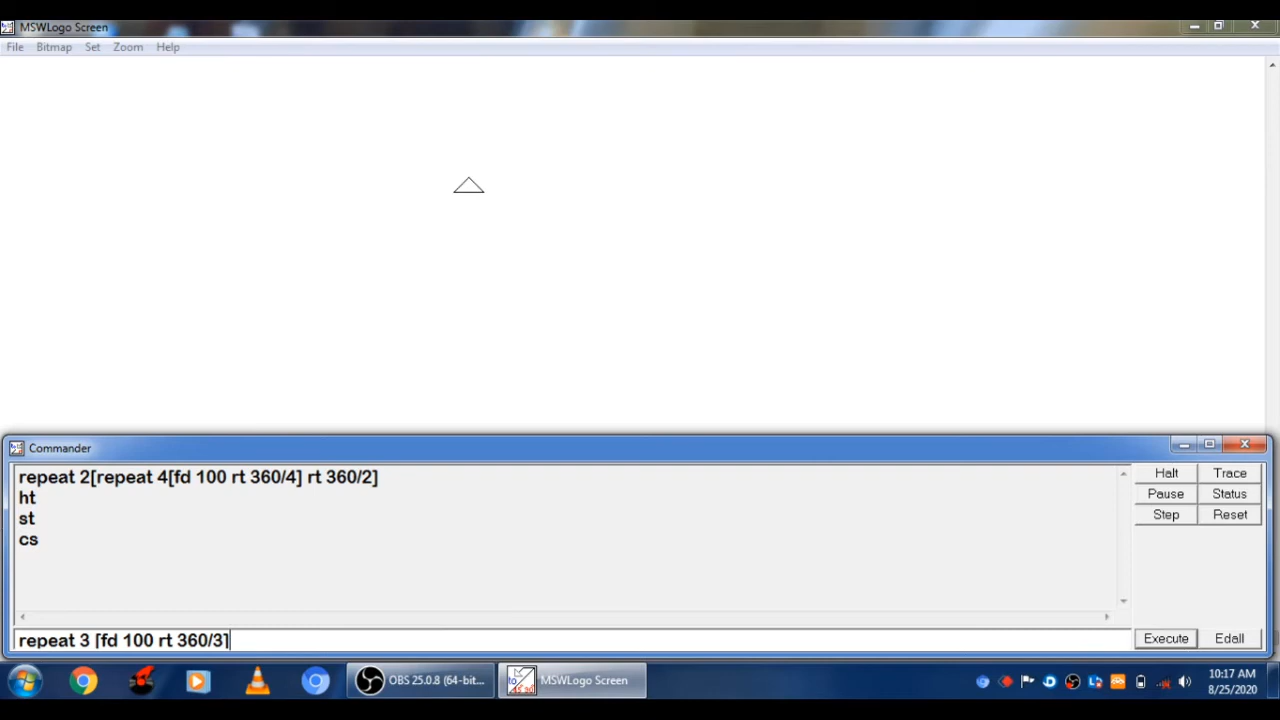 MSWLogo Screen
File Bitmap Set Zoom Help
Commander
repeat 2[repeat 4[fd 100 rt 360/4] rt 360/2]
ht
st
cs
Halt Trace
Pause Status
Step Reset
repeat 3 [fd 100 rt 360/3]
Execute Edall
OBS 25.0.8 (64-bit... MSWLogo Screen
10:17 AM
8/25/2020